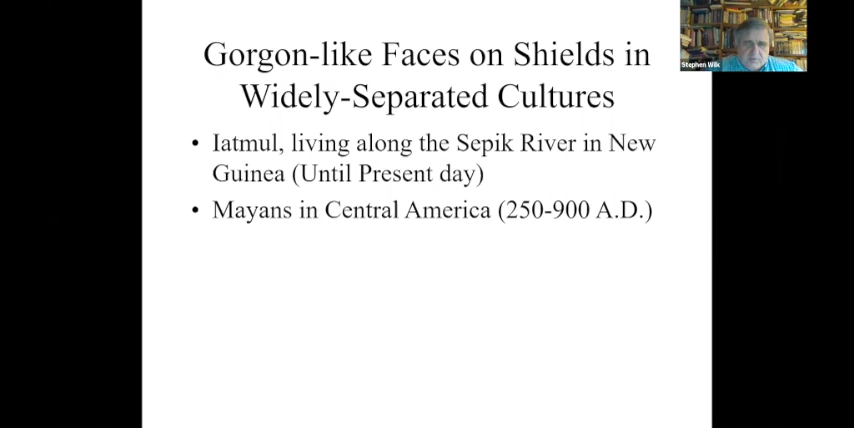 Gorgon-like Faces on Shields in
Widely-Separated Cultures
• Iatmul, living along the Sepik River in New
Guinea (Until Present day)
• Mayans in Central America (250-900 A.D.)
Stephen Wilk